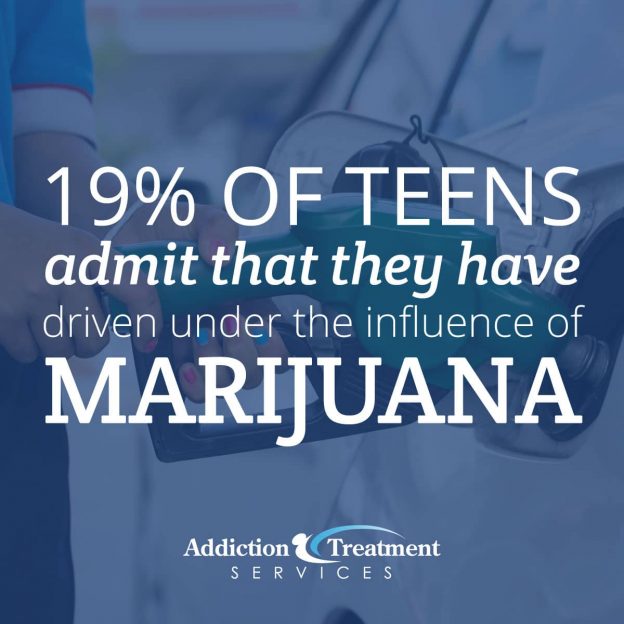 19% OF TEENS
admit that they have
driven under the influence of
MARIJUANA
Addiction Treatment
SERVICES